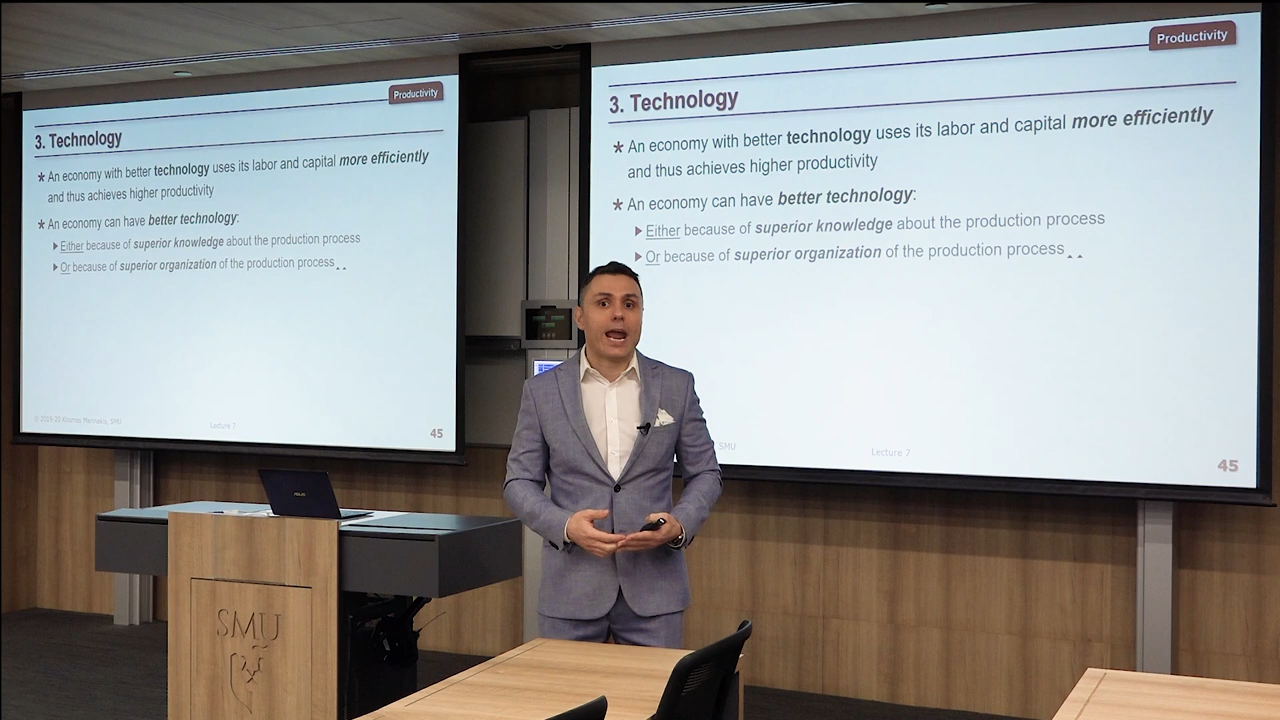 Productivity
3. Technology
* An economy with better technology uses its labor and capital more efficiently
and thus achieves higher productivity
* An economy can have better technology:
Either because of superior knowledge about the production process
Or because of superior organization of the production process
Lecture 7
45
Productivity
3. Technology
* An economy with better technology uses its labor and capital more efficiently
and thus achieves higher productivity
* An economy can have better technology:
Either because of superior knowledge about the production process
Or because of superior organization of the production process
SMU
Lecture 7
45
ASUS
SMU